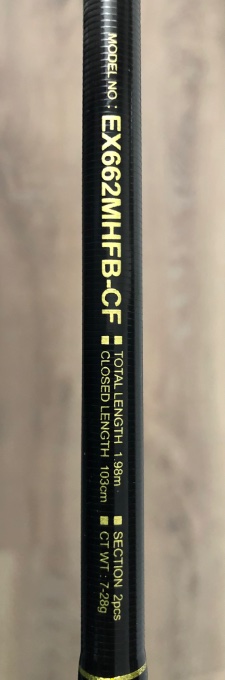 MODEL NO : EX662MHFB-CF
■ TOTAL LENGTH 1.98m ■ SECTION 2pcs
■ CLOSED LENGTH 103cm ■ CT WT : 7-28g